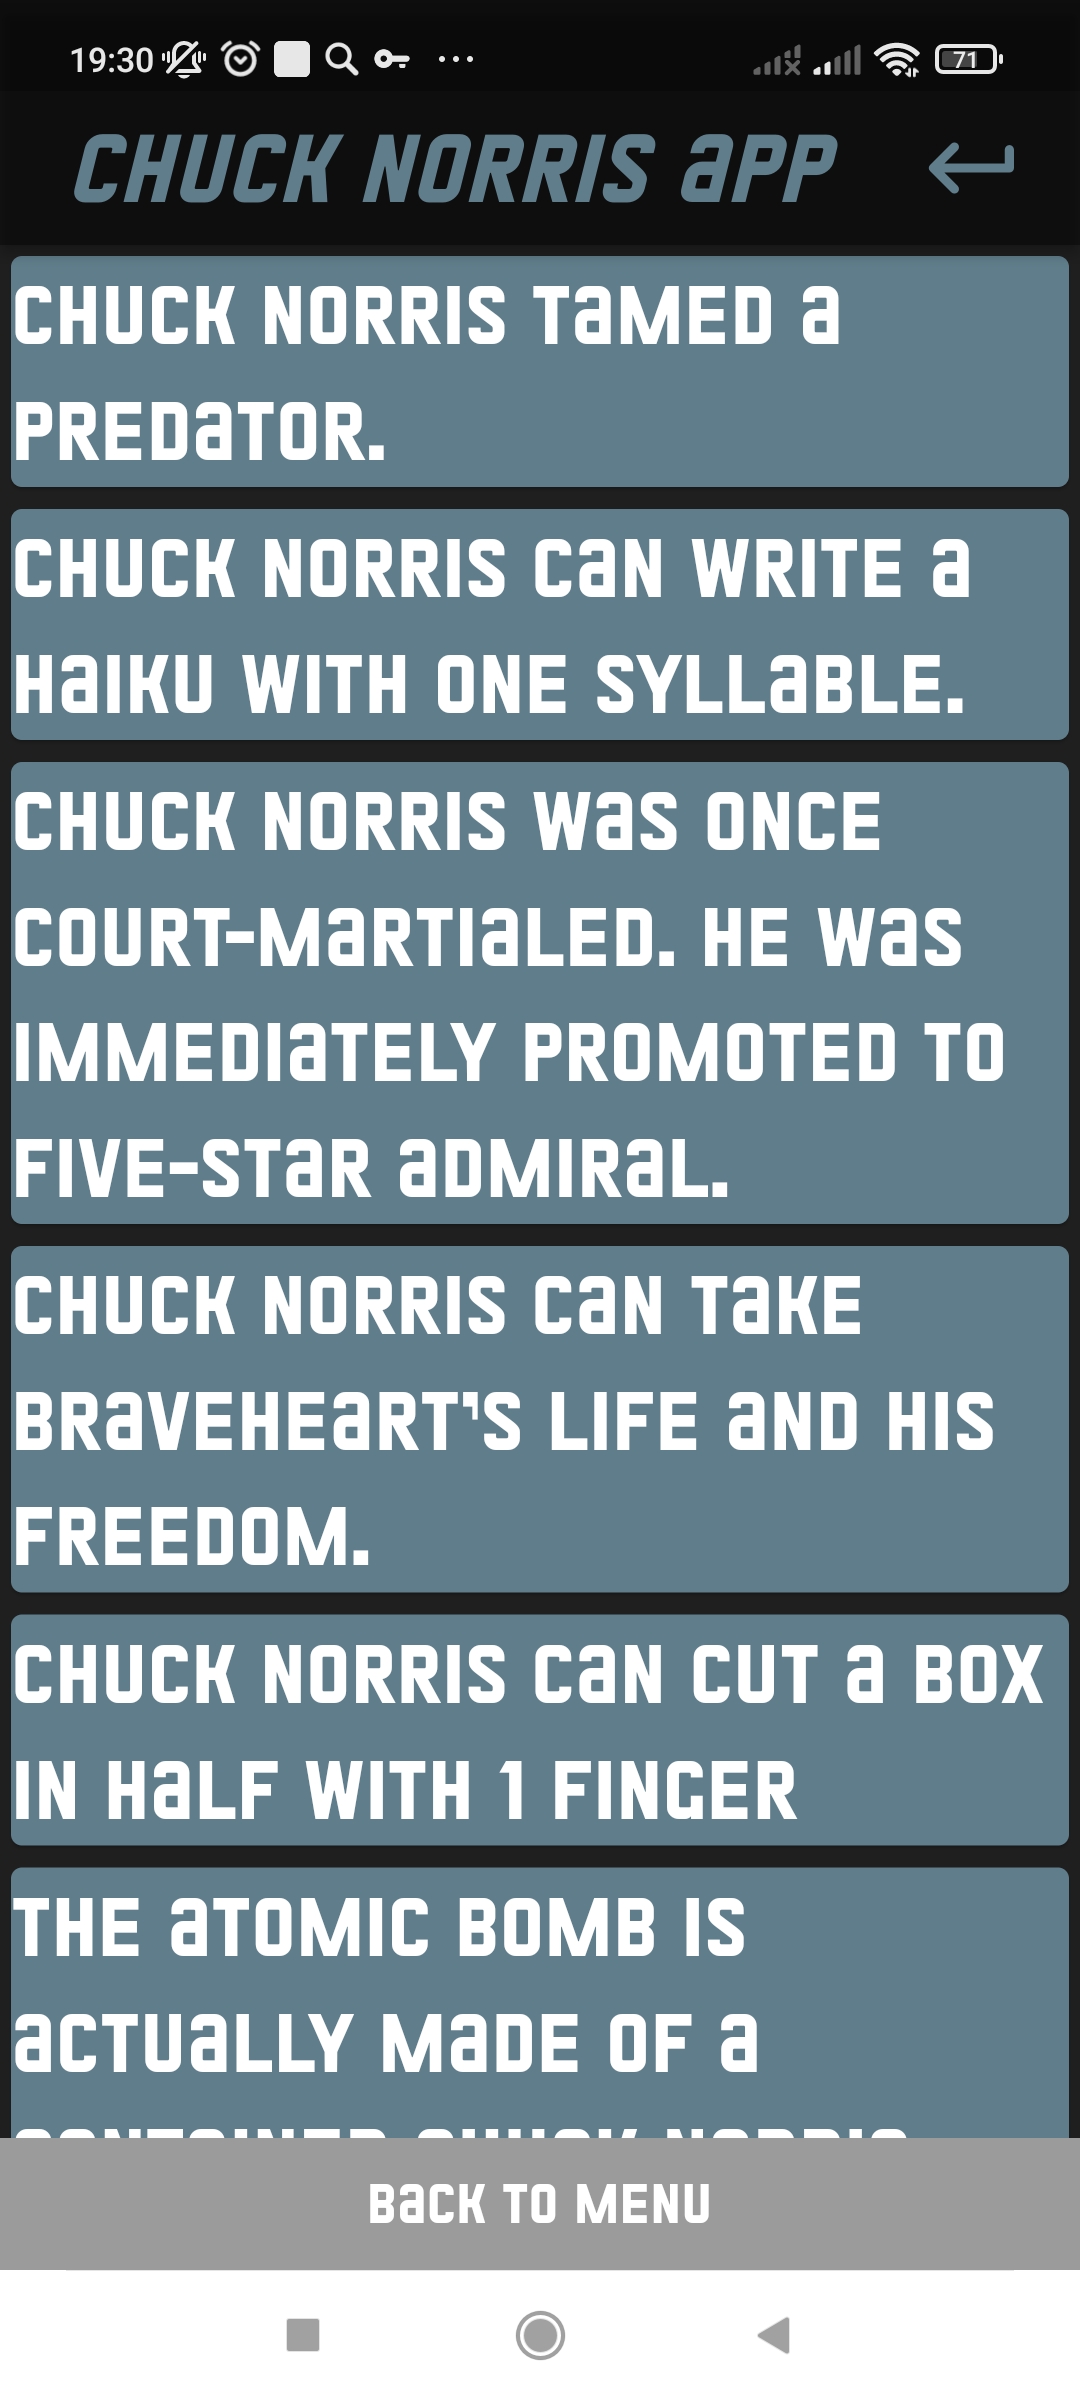 19:30
71
CHUCK NORRIS aPP
CHUCK NORRIS TaMED a
PREDaTOR.
CHUCK NORRIS CaN WRITE a
HaIKU WITH ONE SYLLaBLE.
CHUCK NORRIS WaS ONCE
COURT-MaRTIaLED. HE WaS
IMMEDIaTELY PROMOTED TO
FIVE-STaR aDMIRaL.
CHUCK NORRIS CaN TaKE
BRaVEHEaRT'S LIFE aND HIS
FREEDOM.
CHUCK NORRIS CaN CUT a BOX
IN HaLF WITH 1 FINGER
THE aTOMIC BOMB IS
aCTUaLLY MaDE OF a
CONTaINER CHUCK NORRIS
BaCK TO MENU